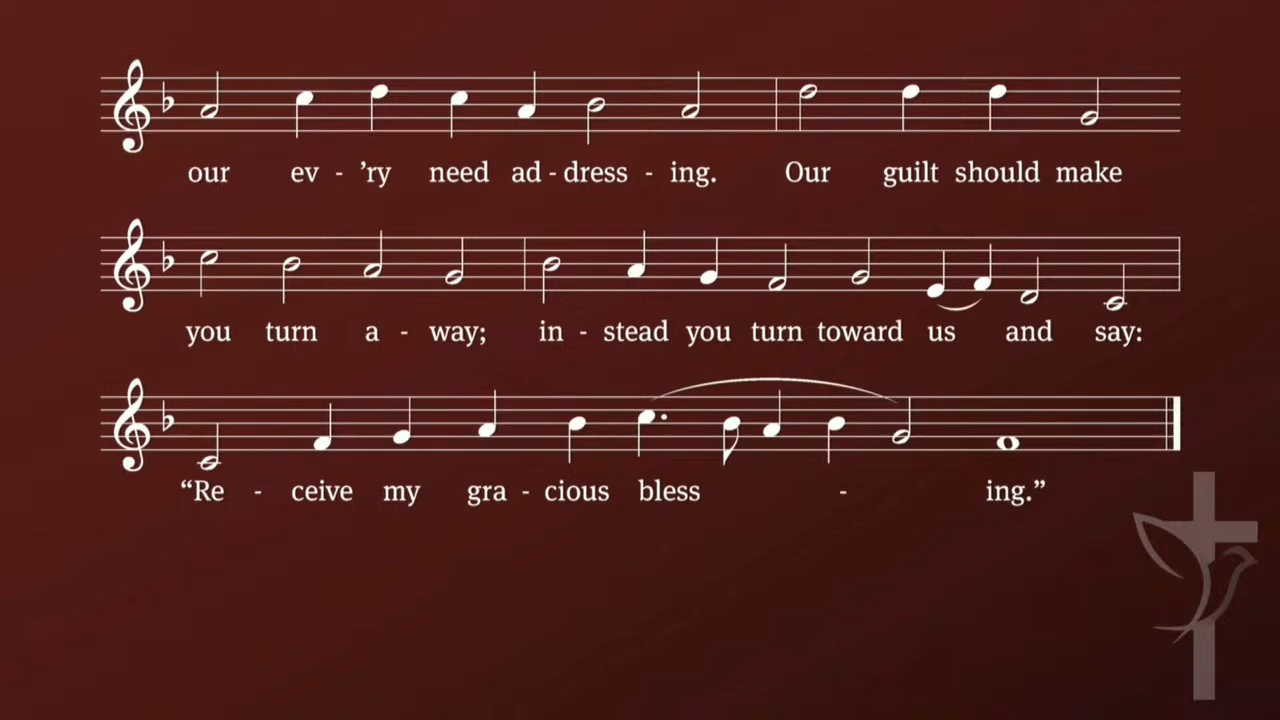 our ev - ’ry need ad - dress - ing. Our guilt should make
you turn a - way; in - stead you turn toward us and say:
“Re - ceive my gra - cious bless - ing.”